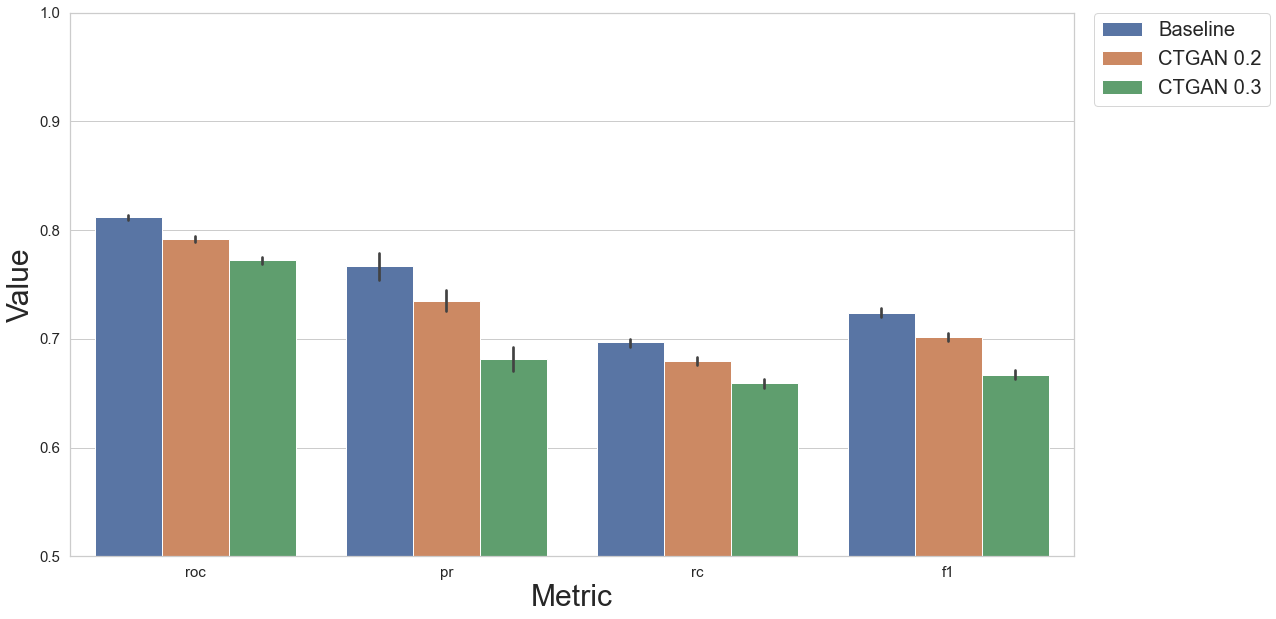 1.0
0.9
0.8
0.7
0.6
0.5
Value
roc
pr
rc
f1
Metric
Baseline
CTGAN 0.2
CTGAN 0.3